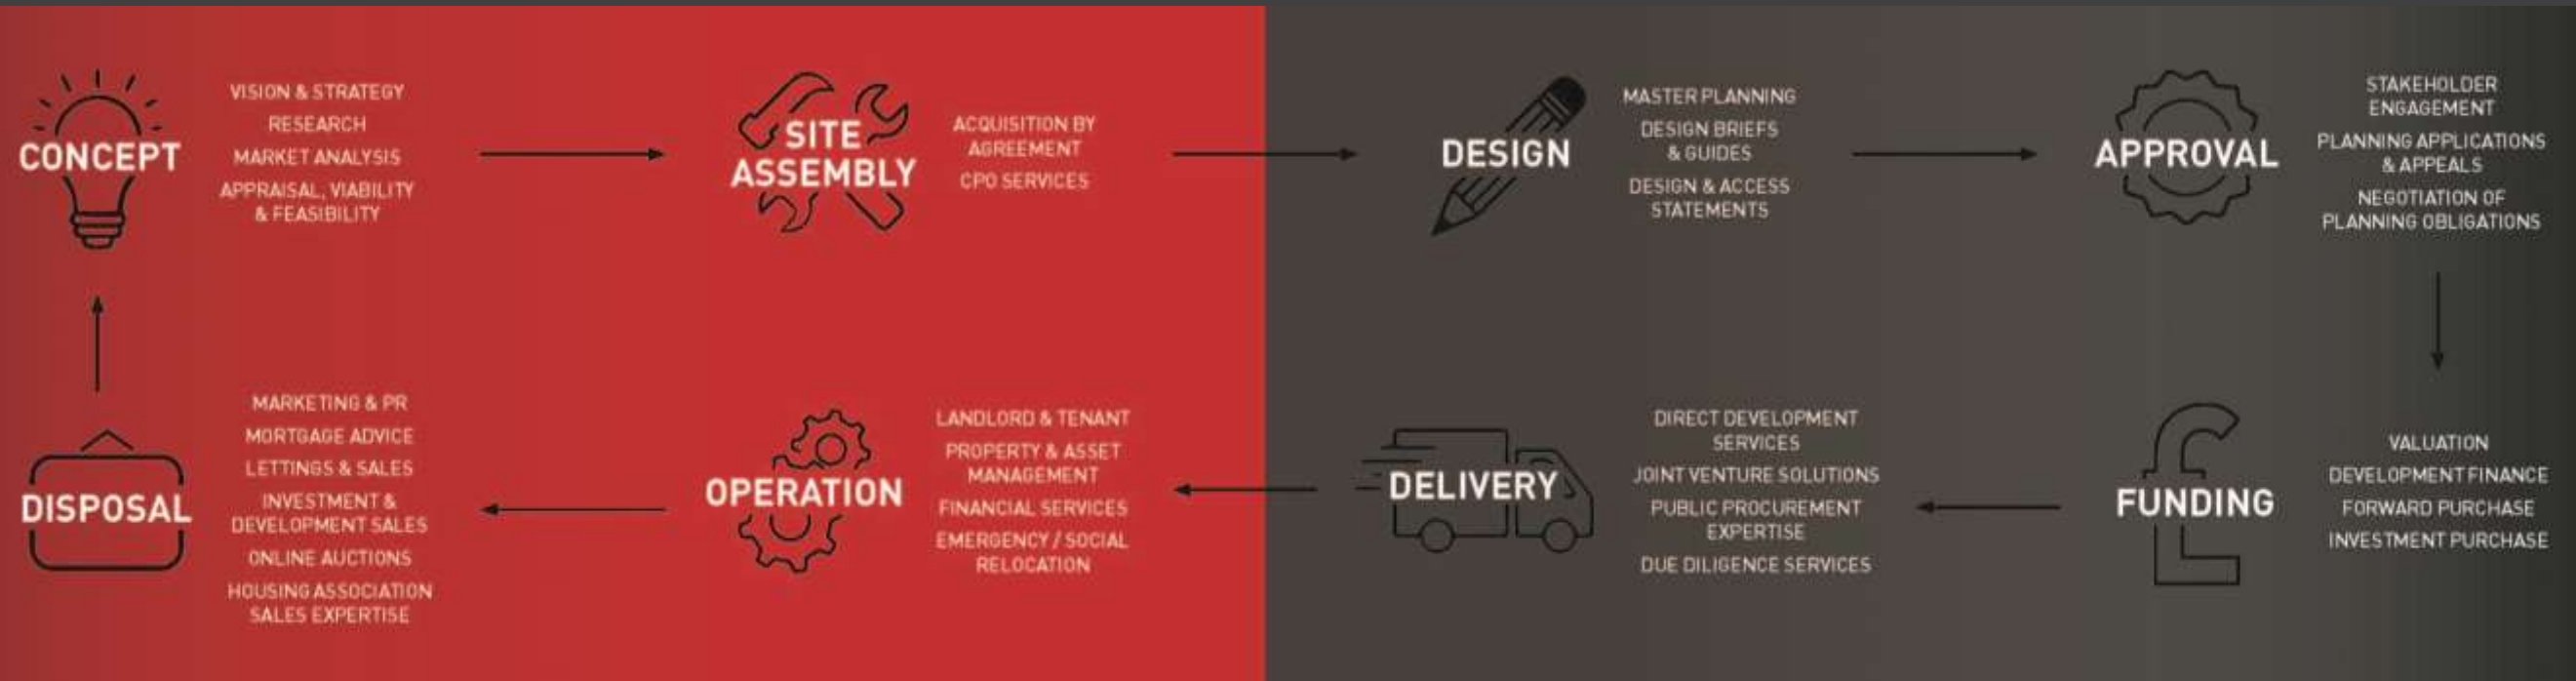 CONCEPT
VISION & STRATEGY
RESEARCH
MARKET ANALYSIS
APPRAISAL, VIABILITY
& FEASIBILITY
SITE
ASSEMBLY
ACQUISITION BY
AGREEMENT
CPO SERVICES
DESIGN
MASTER PLANNING
DESIGN BRIEFS
& GUIDES
DESIGN & ACCESS
STATEMENTS
APPROVAL
STAKEHOLDER
ENGAGEMENT
PLANNING APPLICATIONS
& APPEALS
NEGOTIATION OF
PLANNING OBLIGATIONS
FUNDING
VALUATION
DEVELOPMENT FINANCE
FORWARD PURCHASE
INVESTMENT PURCHASE
DELIVERY
DIRECT DEVELOPMENT
SERVICES
JOINT VENTURE SOLUTIONS
PUBLIC PROCUREMENT
EXPERTISE
DUE DILIGENCE SERVICES
OPERATION
LANDLORD & TENANT
PROPERTY & ASSET
MANAGEMENT
FINANCIAL SERVICES
EMERGENCY / SOCIAL
RELOCATION
DISPOSAL
MARKETING & PR
MORTGAGE ADVICE
LETTINGS & SALES
INVESTMENT &
DEVELOPMENT SALES
ONLINE AUCTIONS
HOUSING ASSOCIATION
SALES EXPERTISE